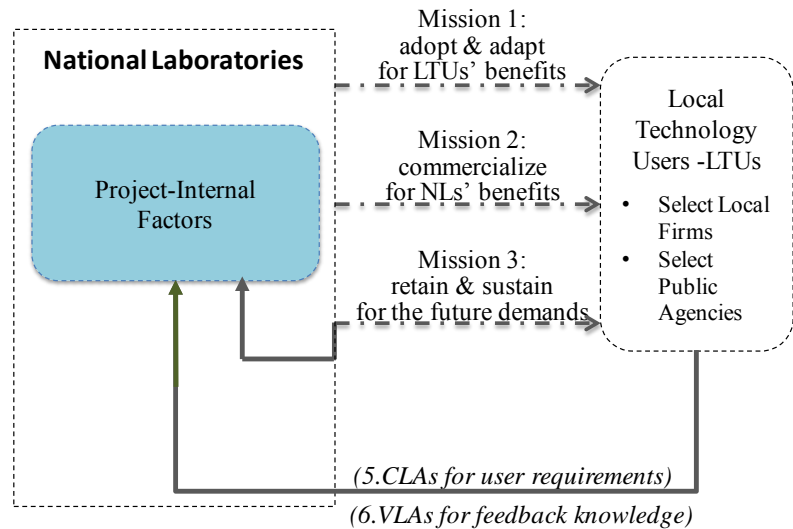 National Laboratories
Project-Internal
Factors
Mission 1:
adopt & adapt
for LTUs' benefits
Mission 2:
commercialize
for NLs' benefits
Mission 3:
retain & sustain
for the future demands
Local
Technology
Users -LTUs
• Select Local
Firms
• Select
Public
Agencies
(5.CLAs for user requirements)
(6.VLAs for feedback knowledge)